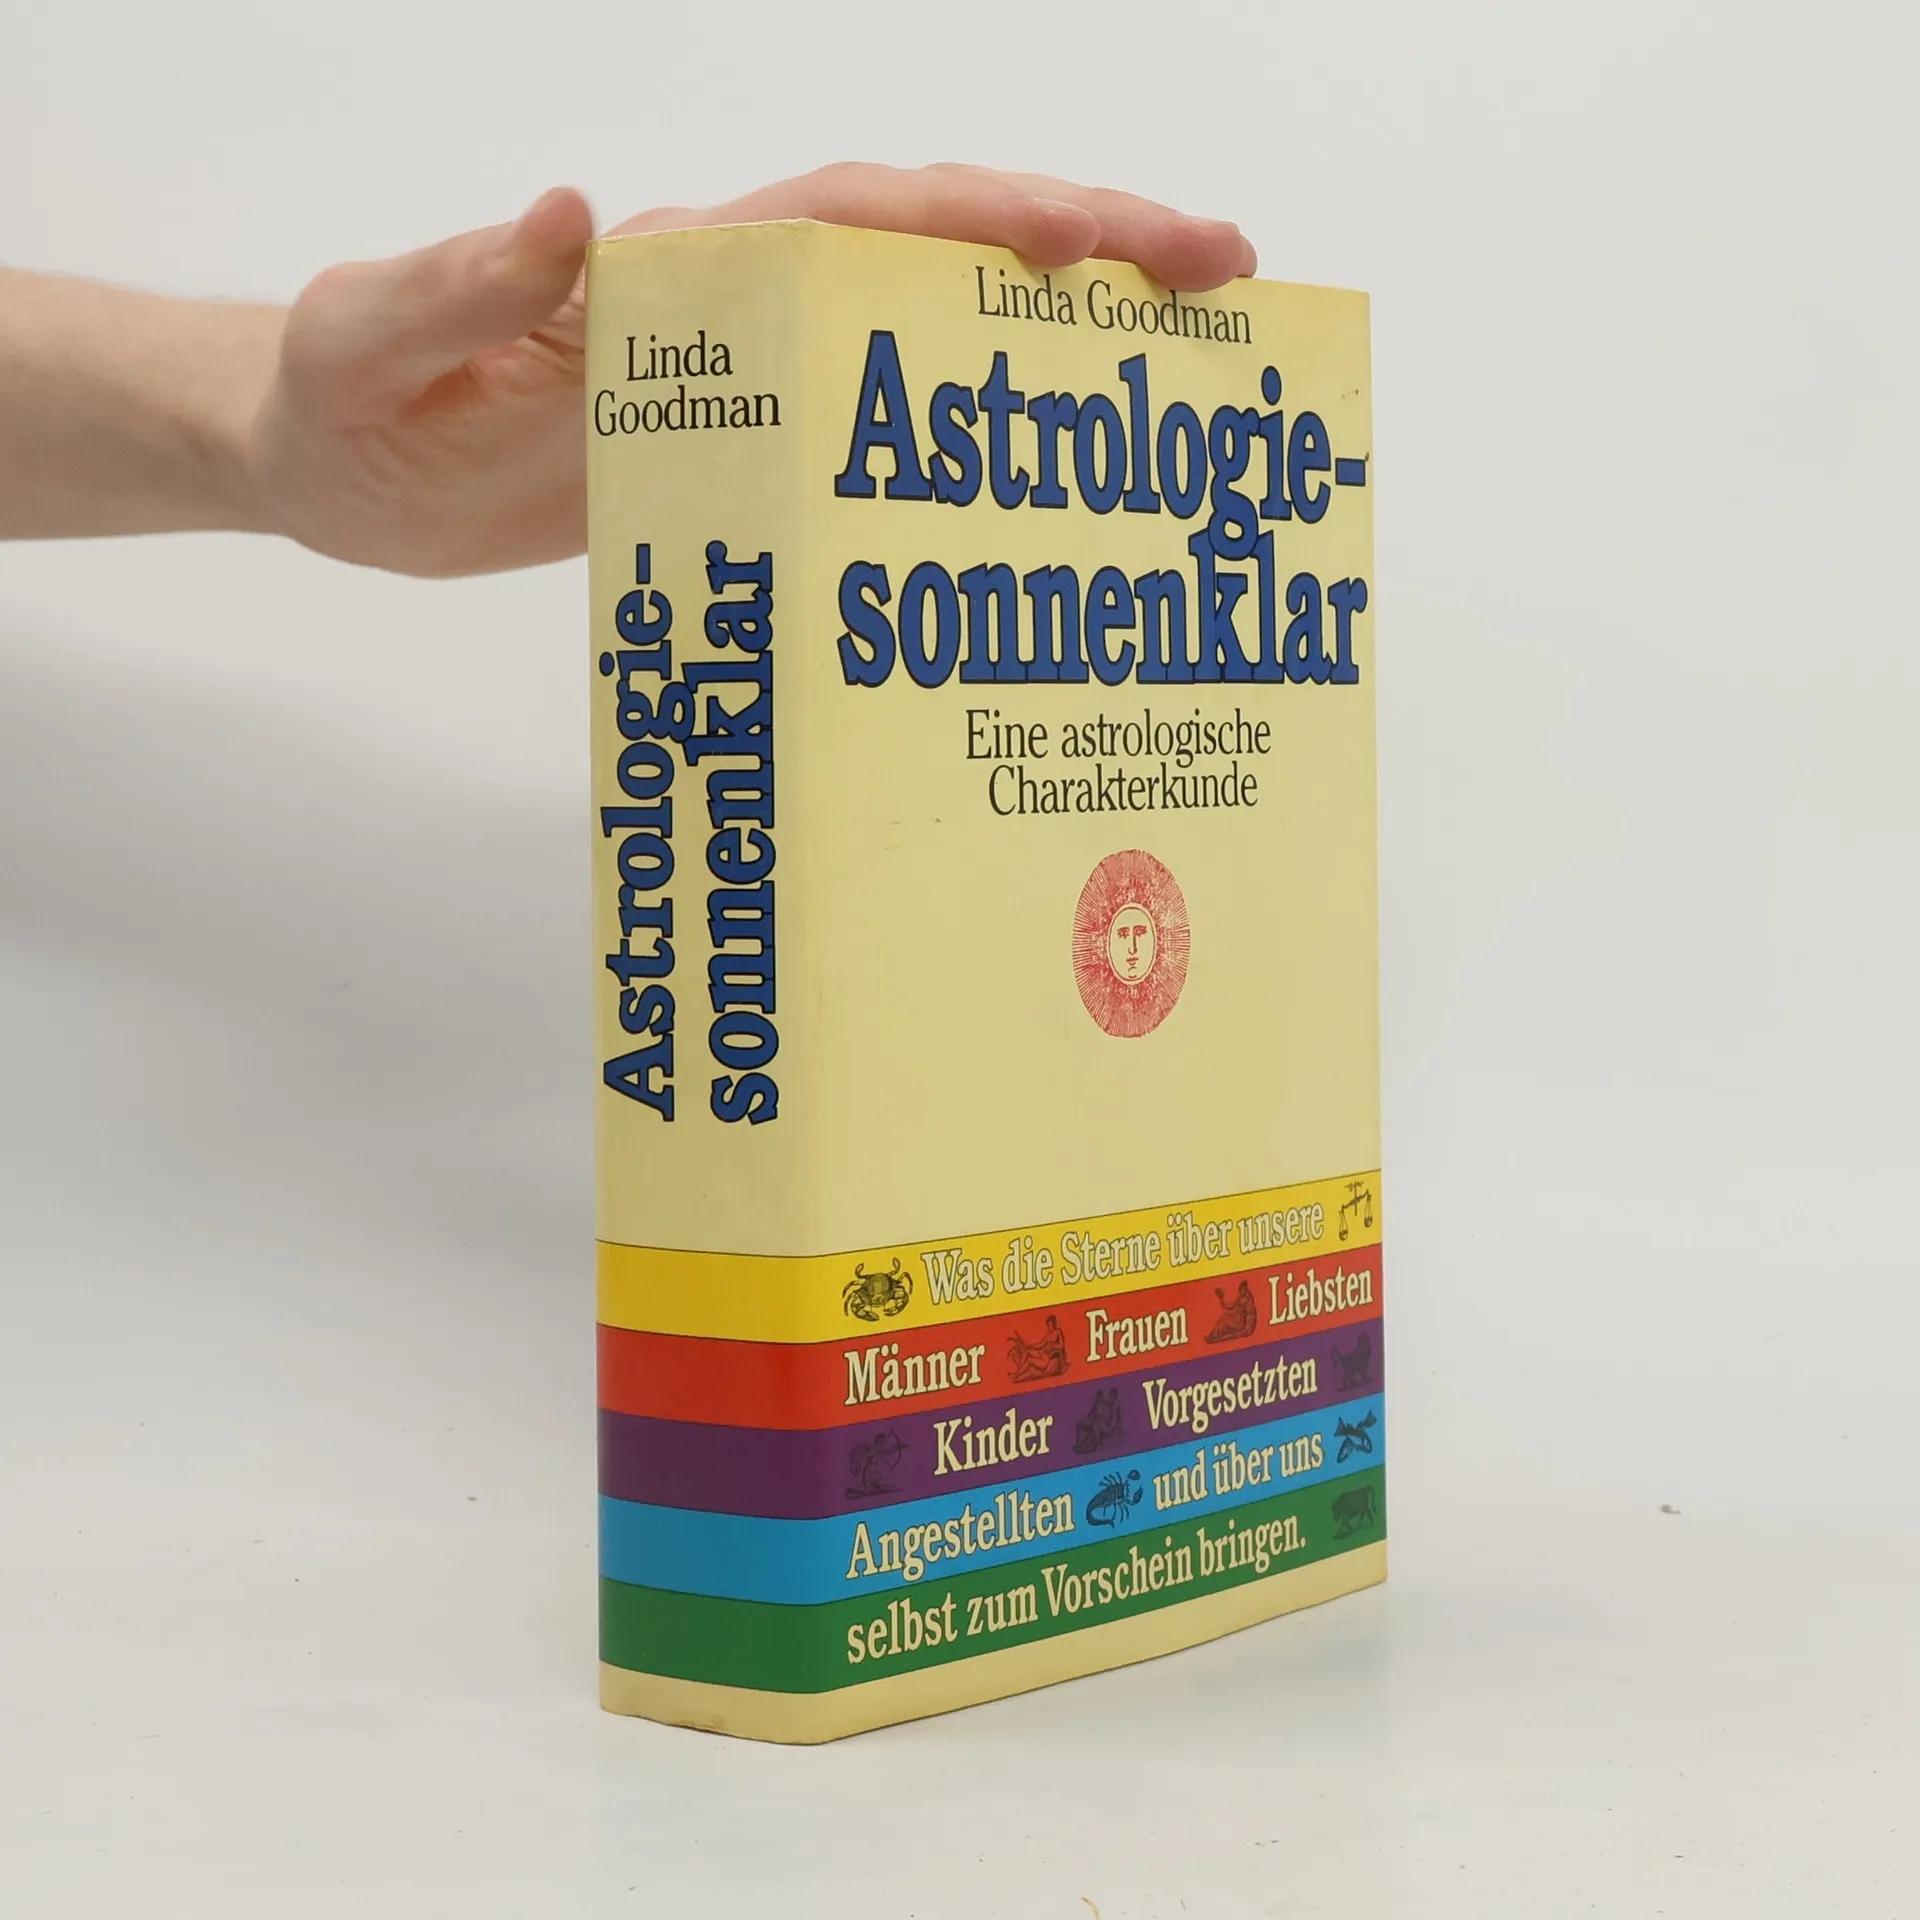 Linda
Goodman
Astrologie-
sonnenklar
Linda Goodman
Astrologie-
sonnenklar
Eine astrologische
Charakterkunde
Was die Sterne über unsere
Männer Frauen Liebsten
Kinder Vorgesetzten
Angestellten und über uns
selbst zum Vorschein bringen.